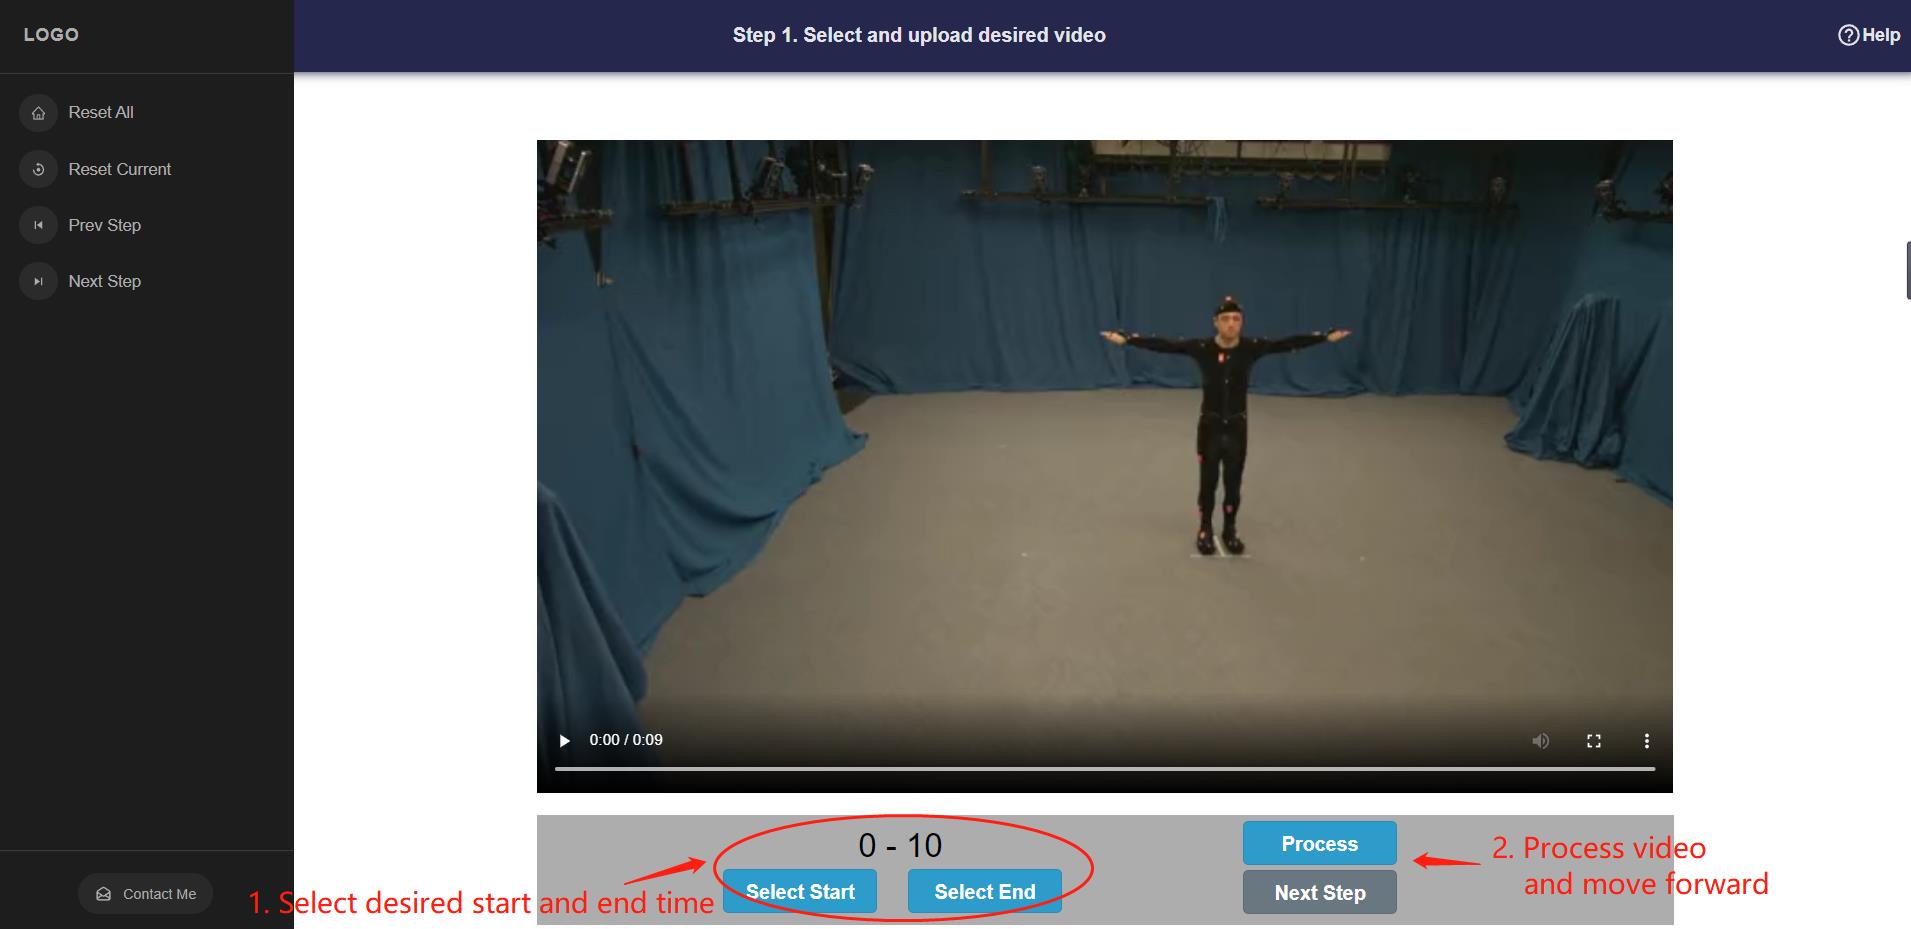 LOGO
Step 1. Select and upload desired video
Help
Reset All
Reset Current
Prev Step
Next Step
0:00 / 0:09
0 - 10
Select Start
Select End
Process
Next Step
1. Select desired start and end time
2. Process video
and move forward
Contact Me